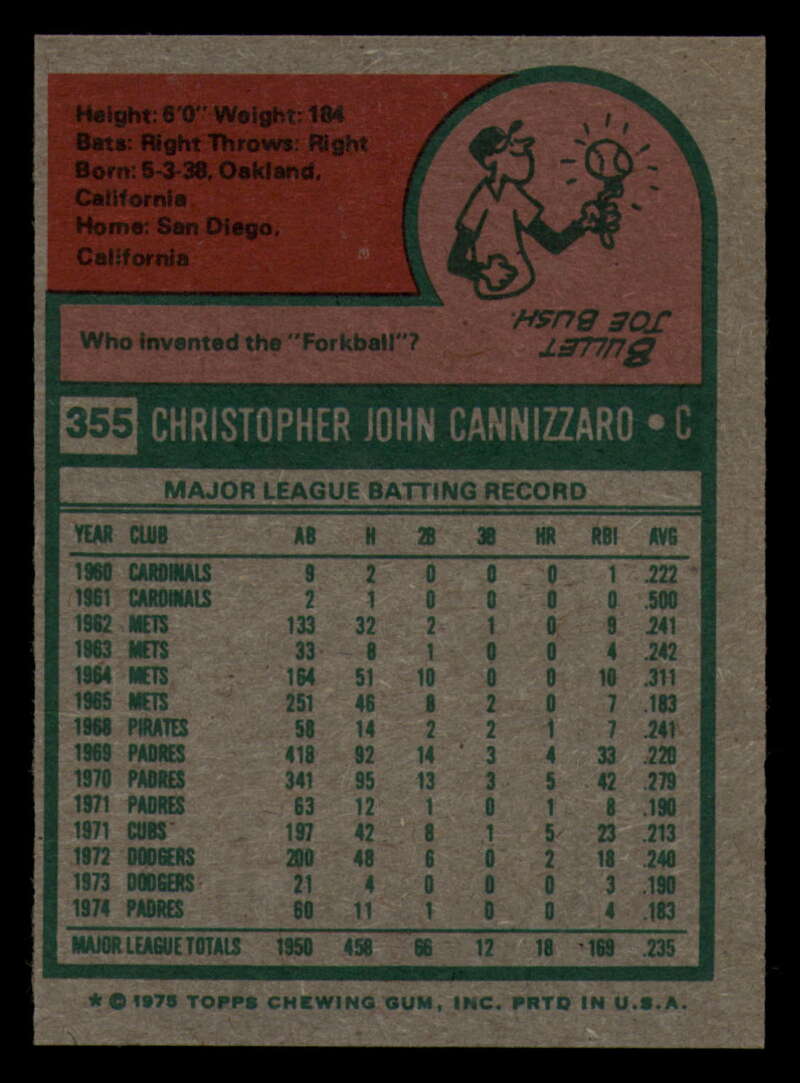 Height: 6'0" Weight: 184
Bats: Right Throws: Right
Born: 5-3-38, Oakland,
California
Home: San Diego,
California
Who invented the "Forkball"?
BULLET
JOE BUSH.
355 CHRISTOPHER JOHN CANNIZZARO • C
MAJOR LEAGUE BATTING RECORD
YEAR CLUB AB H 2B 3B HR RBI AVG
1960 CARDINALS 9 2 0 0 0 1 .222
1961 CARDINALS 2 1 0 0 0 0 .500
1962 METS 133 32 2 1 0 9 .241
1963 METS 33 8 1 0 0 4 .242
1964 METS 164 51 10 0 0 10 .311
1965 METS 251 46 8 2 0 7 .183
1968 PIRATES 58 14 2 2 1 7 .241
1969 PADRES 418 92 14 3 4 33 .220
1970 PADRES 341 95 13 3 5 42 .279
1971 PADRES 63 12 1 0 1 8 .190
1971 CUBS 197 42 8 1 5 23 .213
1972 DODGERS 200 48 6 0 2 18 .240
1973 DODGERS 21 4 0 0 0 3 .190
1974 PADRES 60 11 1 0 0 4 .183
MAJOR LEAGUE TOTALS 1950 458 66 12 18 169 .235
* © 1975 TOPPS CHEWING GUM, INC. PRTD IN U.S.A.